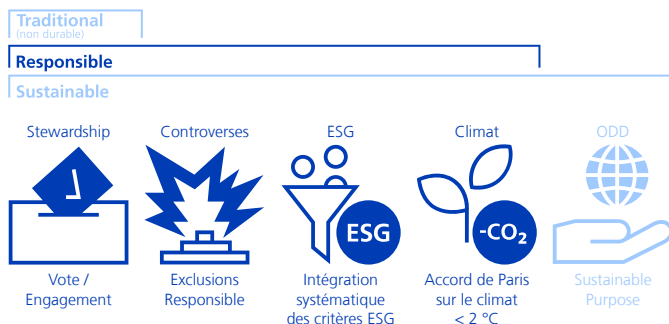 Traditional
(non durable)
Responsible
Sustainable
Stewardship
Controverses
ESG
Climat
ODD
ESG
-CO₂
Vote /
Engagement
Exclusions
Responsible
Intégration
systématique
des critères ESG
Accord de Paris
sur le climat
< 2 °C
Sustainable
Purpose